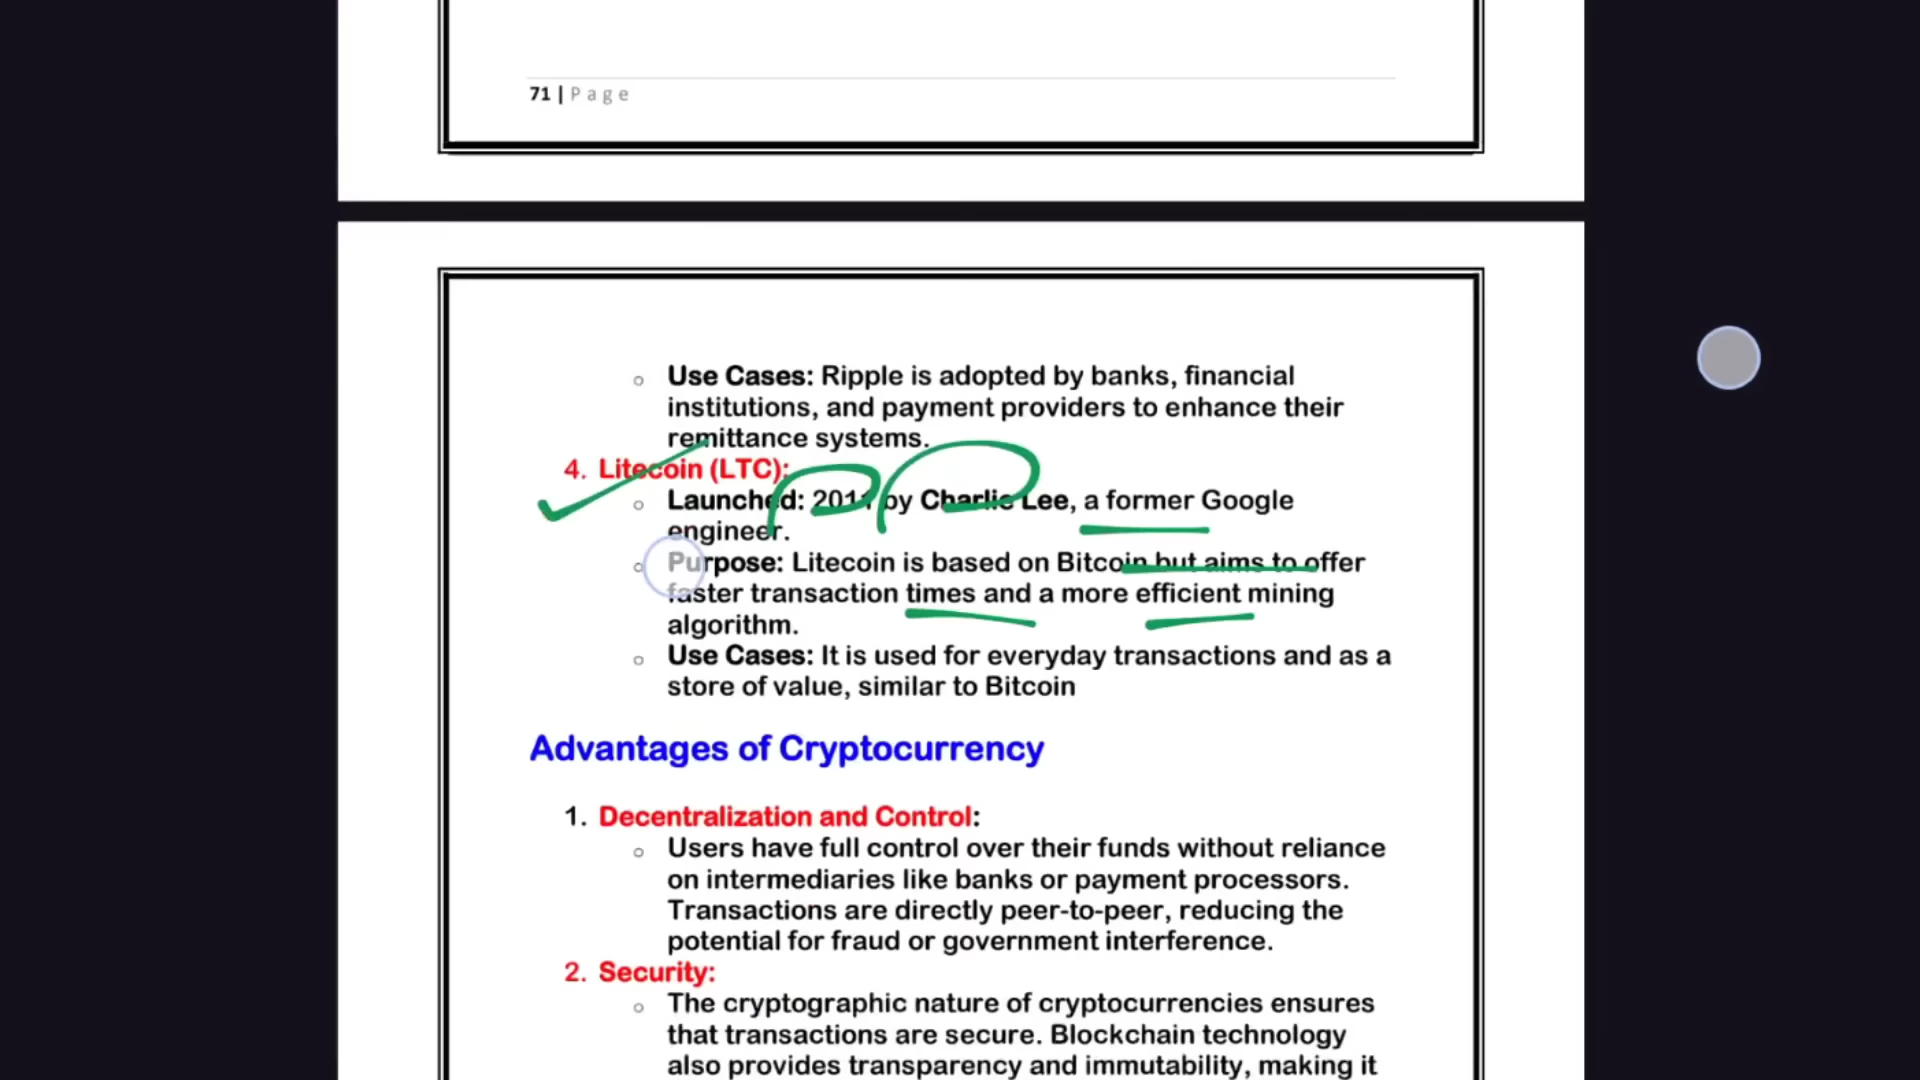 71 | Page
Use Cases: Ripple is adopted by banks, financial
institutions, and payment providers to enhance their
remittance systems.
4. Litecoin (LTC):
Launched: 2011 by Charlie Lee, a former Google
engineer.
Purpose: Litecoin is based on Bitcoin but aims to offer
faster transaction times and a more efficient mining
algorithm.
Use Cases: It is used for everyday transactions and as a
store of value, similar to Bitcoin
Advantages of Cryptocurrency
1. Decentralization and Control:
Users have full control over their funds without reliance
on intermediaries like banks or payment processors.
Transactions are directly peer-to-peer, reducing the
potential for fraud or government interference.
2. Security:
The cryptographic nature of cryptocurrencies ensures
that transactions are secure. Blockchain technology
also provides transparency and immutability, making it